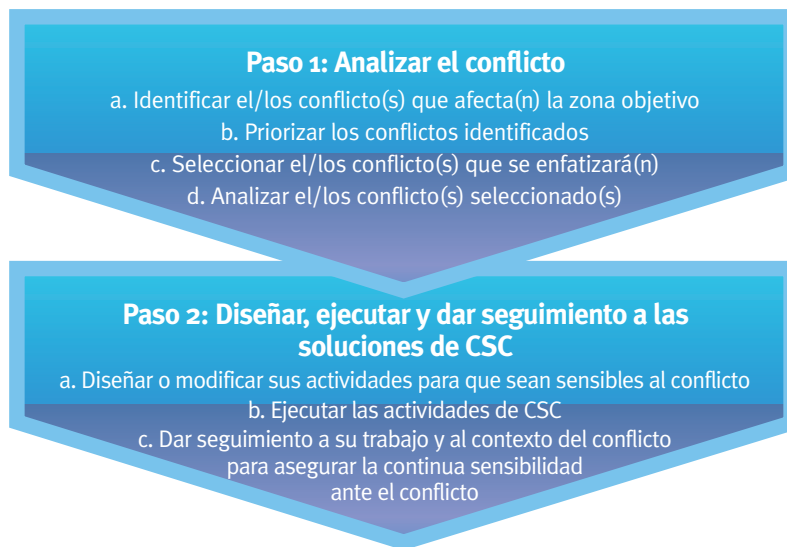 Paso 1: Analizar el conflicto
a. Identificar el/los conflicto(s) que afecta(n) la zona objetivo
b. Priorizar los conflictos identificados
c. Seleccionar el/los conflicto(s) que se enfatizará(n)
d. Analizar el/los conflicto(s) seleccionado(s)
Paso 2: Diseñar, ejecutar y dar seguimiento a las
soluciones de CSC
a. Diseñar o modificar sus actividades para que sean sensibles al conflicto
b. Ejecutar las actividades de CSC
c. Dar seguimiento a su trabajo y al contexto del conflicto
para asegurar la continua sensibilidad
ante el conflicto